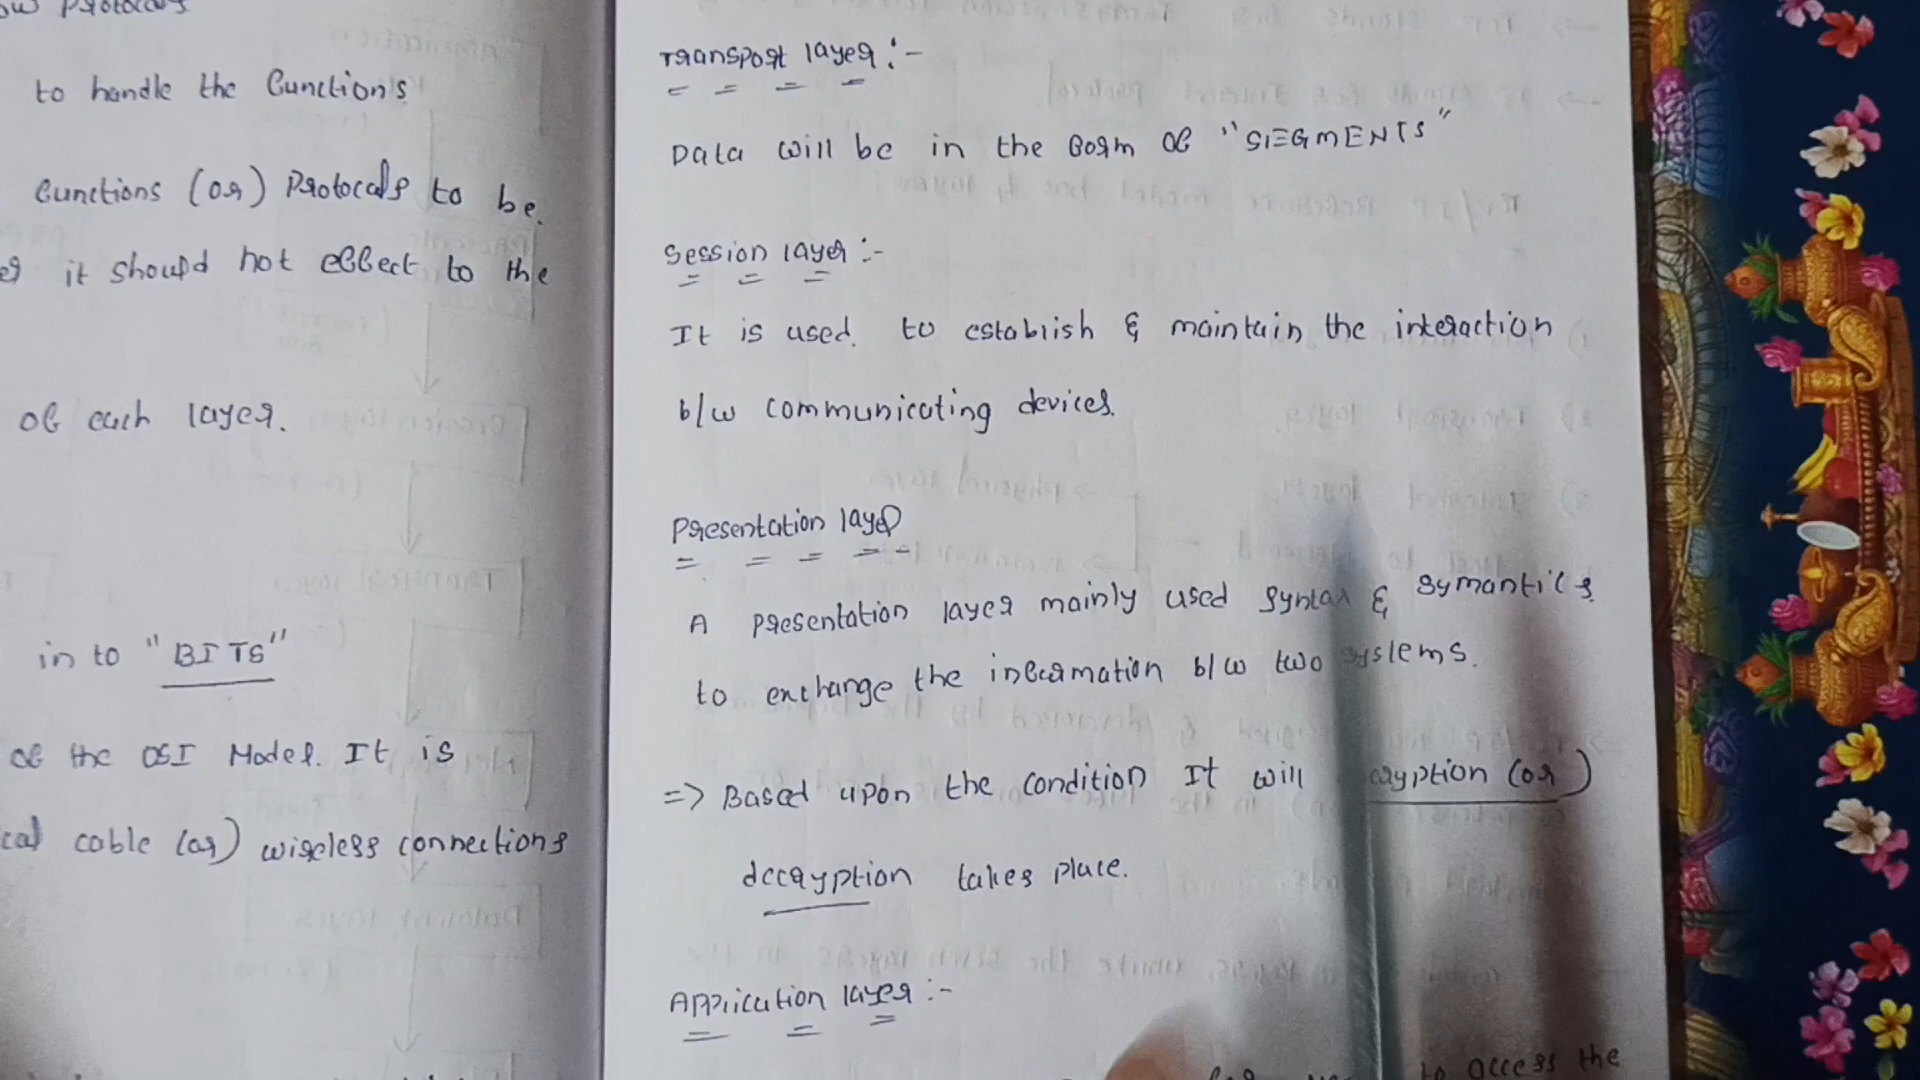 Protocols
to handle the functions
functions (or) Protocals to be
it should not effect to the
of each layer.
in to "BITS"
of the OSI Model. It is
cal cable (or) wireless connections
Transport layer :-
Data will be in the form of "SEGMENTS"
Session layer :-
It is used to establish & maintain the interaction
b/w communicating devices.
Presentation layer
A presentation layer mainly used syntax & symantics
to exchange the information b/w two systems.
=> Based upon the condition It will cryption (or)
decryption takes place.
Application layer :-
to access the